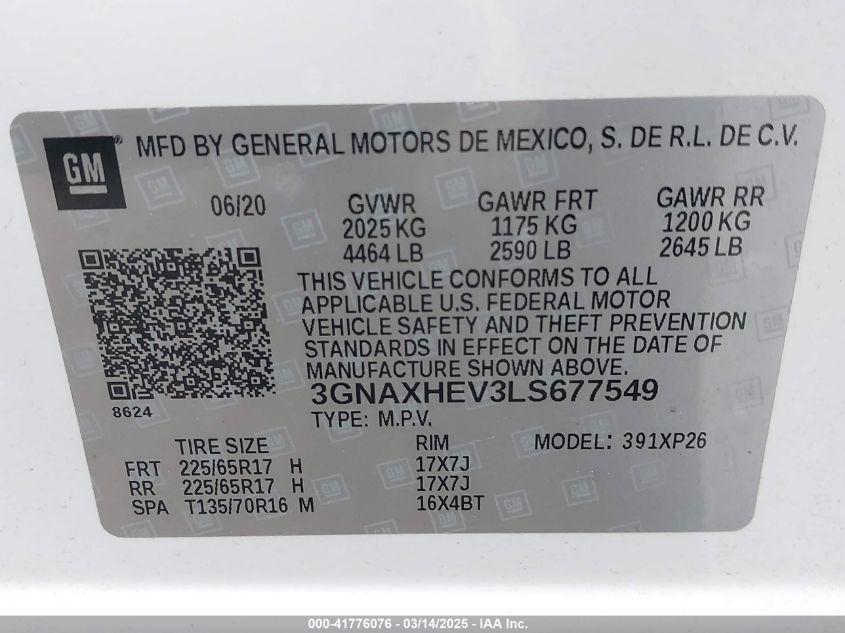 GM® MFD BY GENERAL MOTORS DE MEXICO, S. DE R.L. DE C.V.
06/20 GVWR GAWR FRT GAWR RR
2025 KG 1175 KG 1200 KG
4464 LB 2590 LB 2645 LB
THIS VEHICLE CONFORMS TO ALL
APPLICABLE U.S. FEDERAL MOTOR
VEHICLE SAFETY AND THEFT PREVENTION
STANDARDS IN EFFECT ON THE DATE OF
MANUFACTURE SHOWN ABOVE.
3GNAXHEV3LS677549
8624
TYPE: M.P.V.
TIRE SIZE RIM MODEL: 391XP26
FRT 225/65R17 H 17X7J
RR 225/65R17 H 17X7J
SPA T135/70R16 M 16X4BT
000-41776076 - 03/14/2025 - IAA Inc.